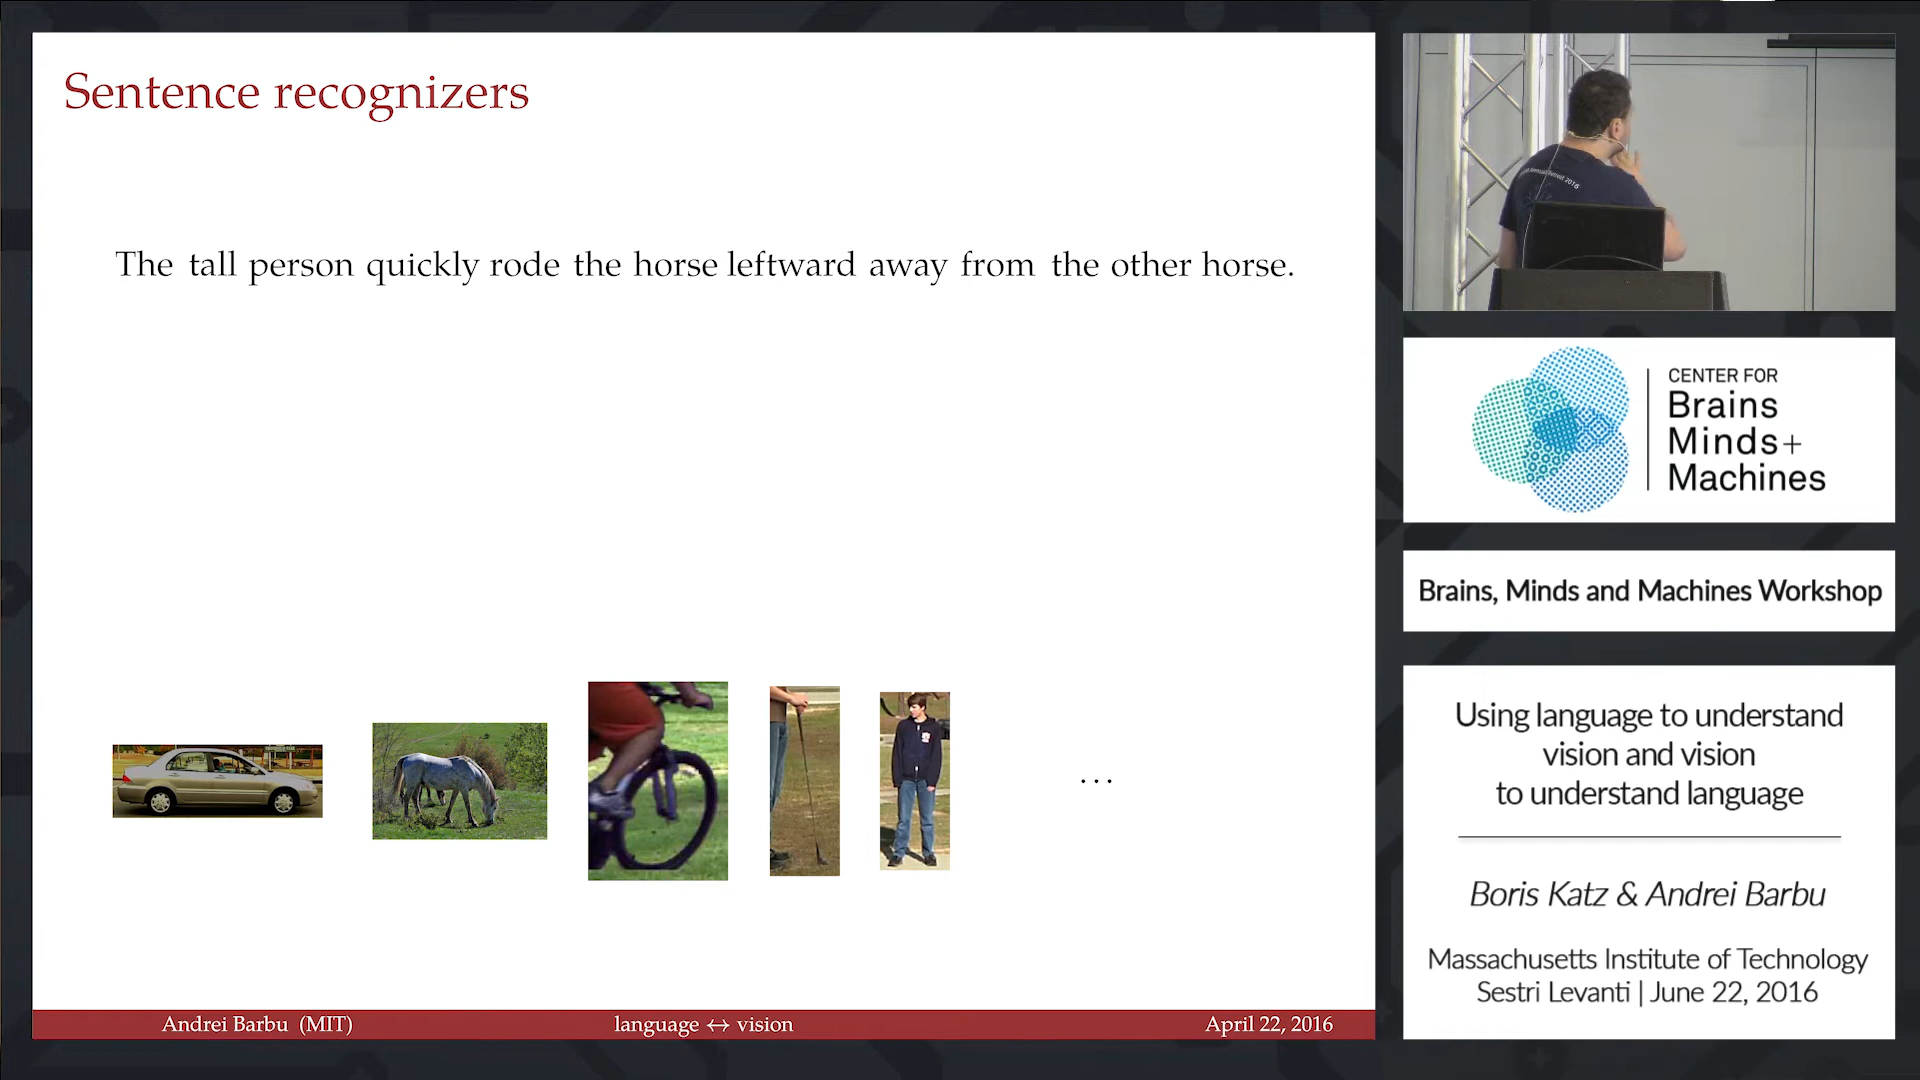 Sentence recognizers
The tall person quickly rode the horse leftward away from the other horse.
...
Andrei Barbu (MIT)
language ↔ vision
April 22, 2016
CENTER FOR
Brains
Minds+
Machines
Brains, Minds and Machines Workshop
Using language to understand
vision and vision
to understand language
Boris Katz & Andrei Barbu
Massachusetts Institute of Technology
Sestri Levanti | June 22, 2016